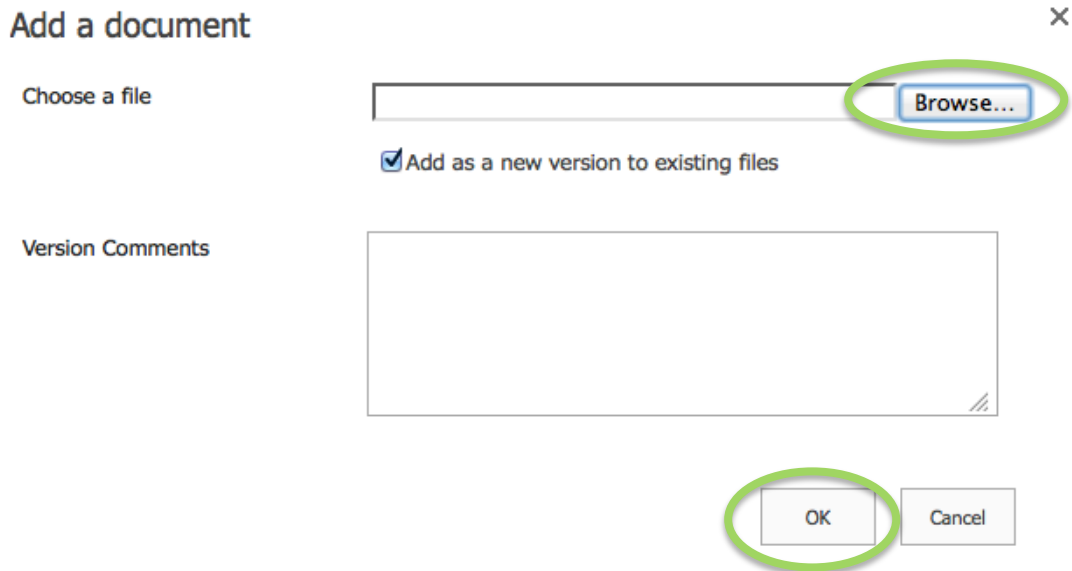 Add a document
Choose a file
Browse...
Add as a new version to existing files
Version Comments
OK
Cancel